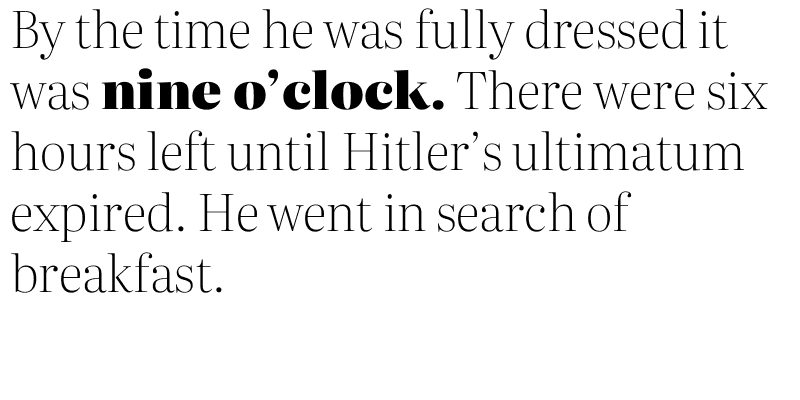 By the time he was fully dressed it
was nine o’clock. There were six
hours left until Hitler’s ultimatum
expired. He went in search of
breakfast.